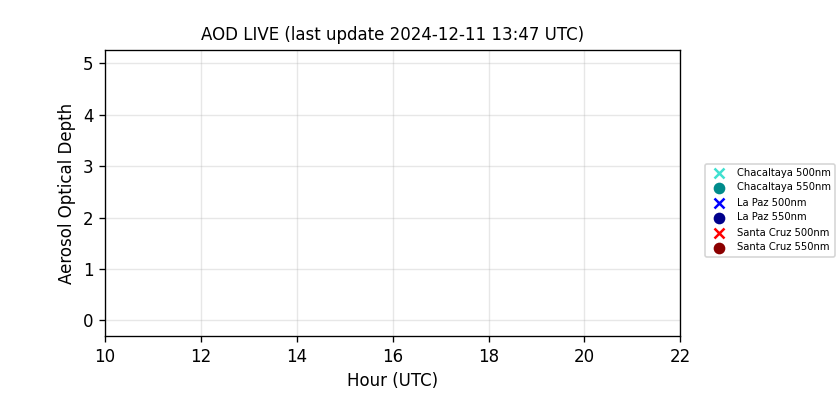 AOD LIVE (last update 2024-12-11 13:47 UTC)
Aerosol Optical Depth
5
4
3
2
1
0
10 12 14 16 18 20 22
Hour (UTC)
Chacaltaya 500nm
Chacaltaya 550nm
La Paz 500nm
La Paz 550nm
Santa Cruz 500nm
Santa Cruz 550nm